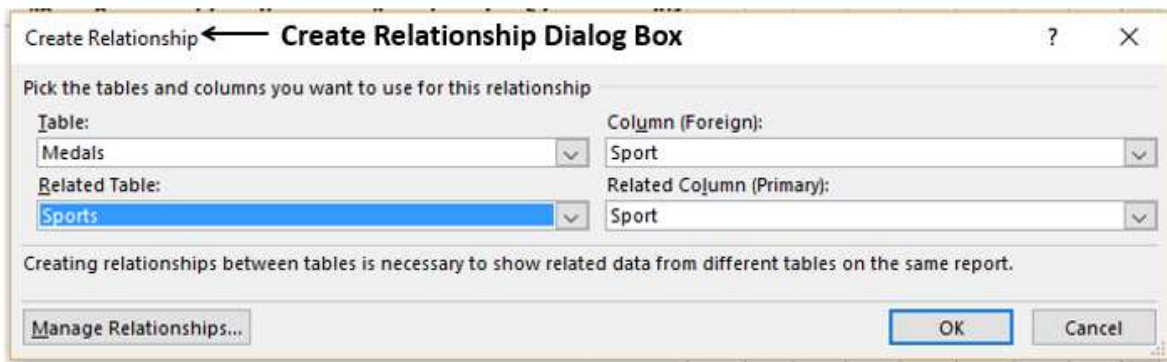 Create Relationship Create Relationship Dialog Box ?
Pick the tables and columns you want to use for this relationship
Table: Column (Foreign):
Medals Sport
Related Table: Related Column (Primary):
Sports Sport
Creating relationships between tables is necessary to show related data from different tables on the same report.
Manage Relationships... OK Cancel